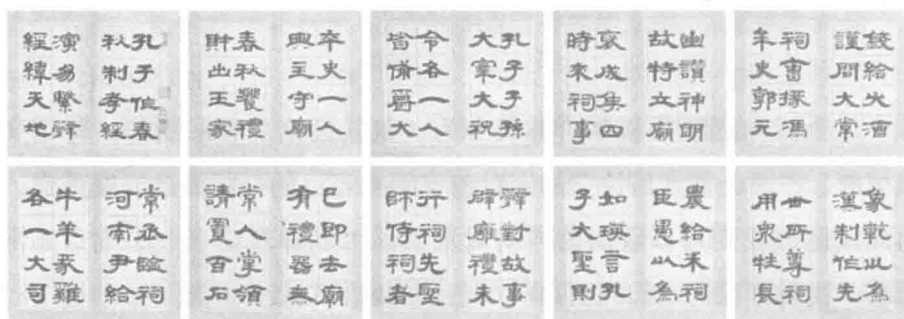 孔子作春
秋制孝經
演易繫辭
經緯天地
卒史一人
典主守廟
春秋饗禮
財出王家
孔子子孫
大宰大祝
令各一人
皆備爵大
幽讚神明
故特立廟
褒成侯四
時來祠事
錢給犬酒
謹問大常
祠曹掾馮
牟史郭玄
常丞監祠
河南尹給
牛羊豕雞
各一大司
已即去廟
有禮器無
常人掌領
請置百石
辭對故事
辟廱禮未
行祠先聖
師侍祠者
農給米祠
臣愚以為
如瑛言孔
子大聖則
象乾以為
漢制作先
世所尊祠
用眾牲長